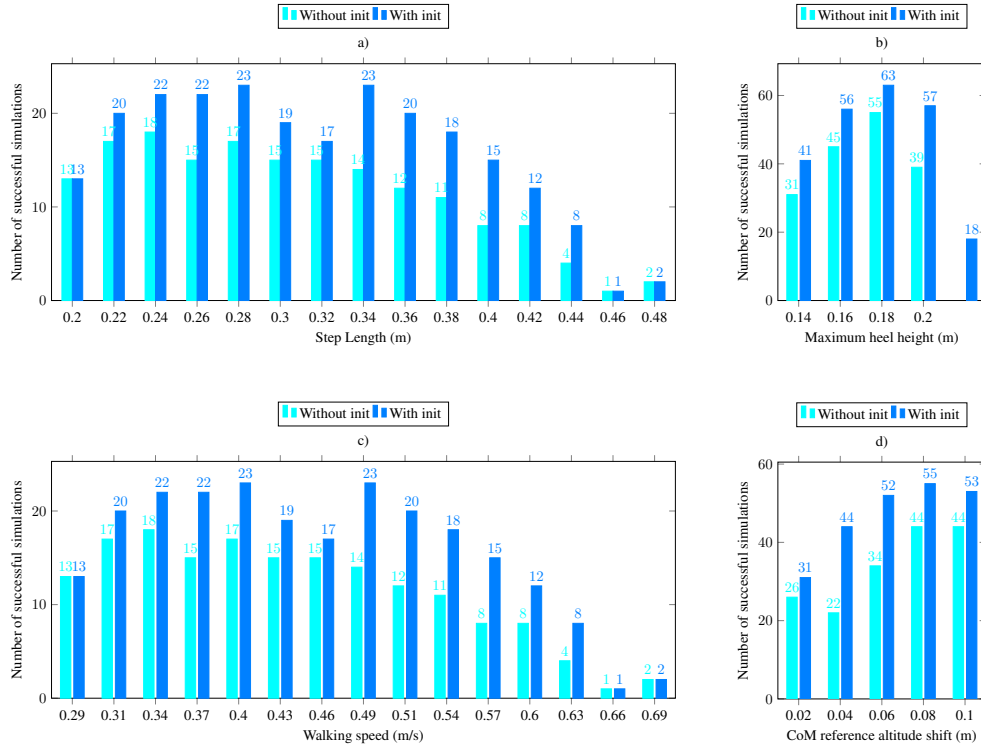 Without init With init
a)
Number of successful simulations
0
10
20
13 17 18 15 17 15 15 14 12 11 8 8 4 1 2
13 20 22 22 23 19 17 23 20 18 15 12 8 1 2
0.2 0.22 0.24 0.26 0.28 0.3 0.32 0.34 0.36 0.38 0.4 0.42 0.44 0.46 0.48
Step Length (m)
Without init With init
b)
Number of successful simulations
0
20
40
60
31 45 55 39
41 56 63 57 18
0.14 0.16 0.18 0.2
Maximum heel height (m)
Without init With init
c)
Number of successful simulations
0
10
20
13 17 18 15 17 15 15 14 12 11 8 8 4 1 2
13 20 22 22 23 19 17 23 20 18 15 12 8 1 2
0.29 0.31 0.34 0.37 0.4 0.43 0.46 0.49 0.51 0.54 0.57 0.6 0.63 0.66 0.69
Walking speed (m/s)
Without init With init
d)
Number of successful simulations
0
20
40
60
26 22 34 44 44
31 44 52 55 53
0.02 0.04 0.06 0.08 0.1
CoM reference altitude shift (m)